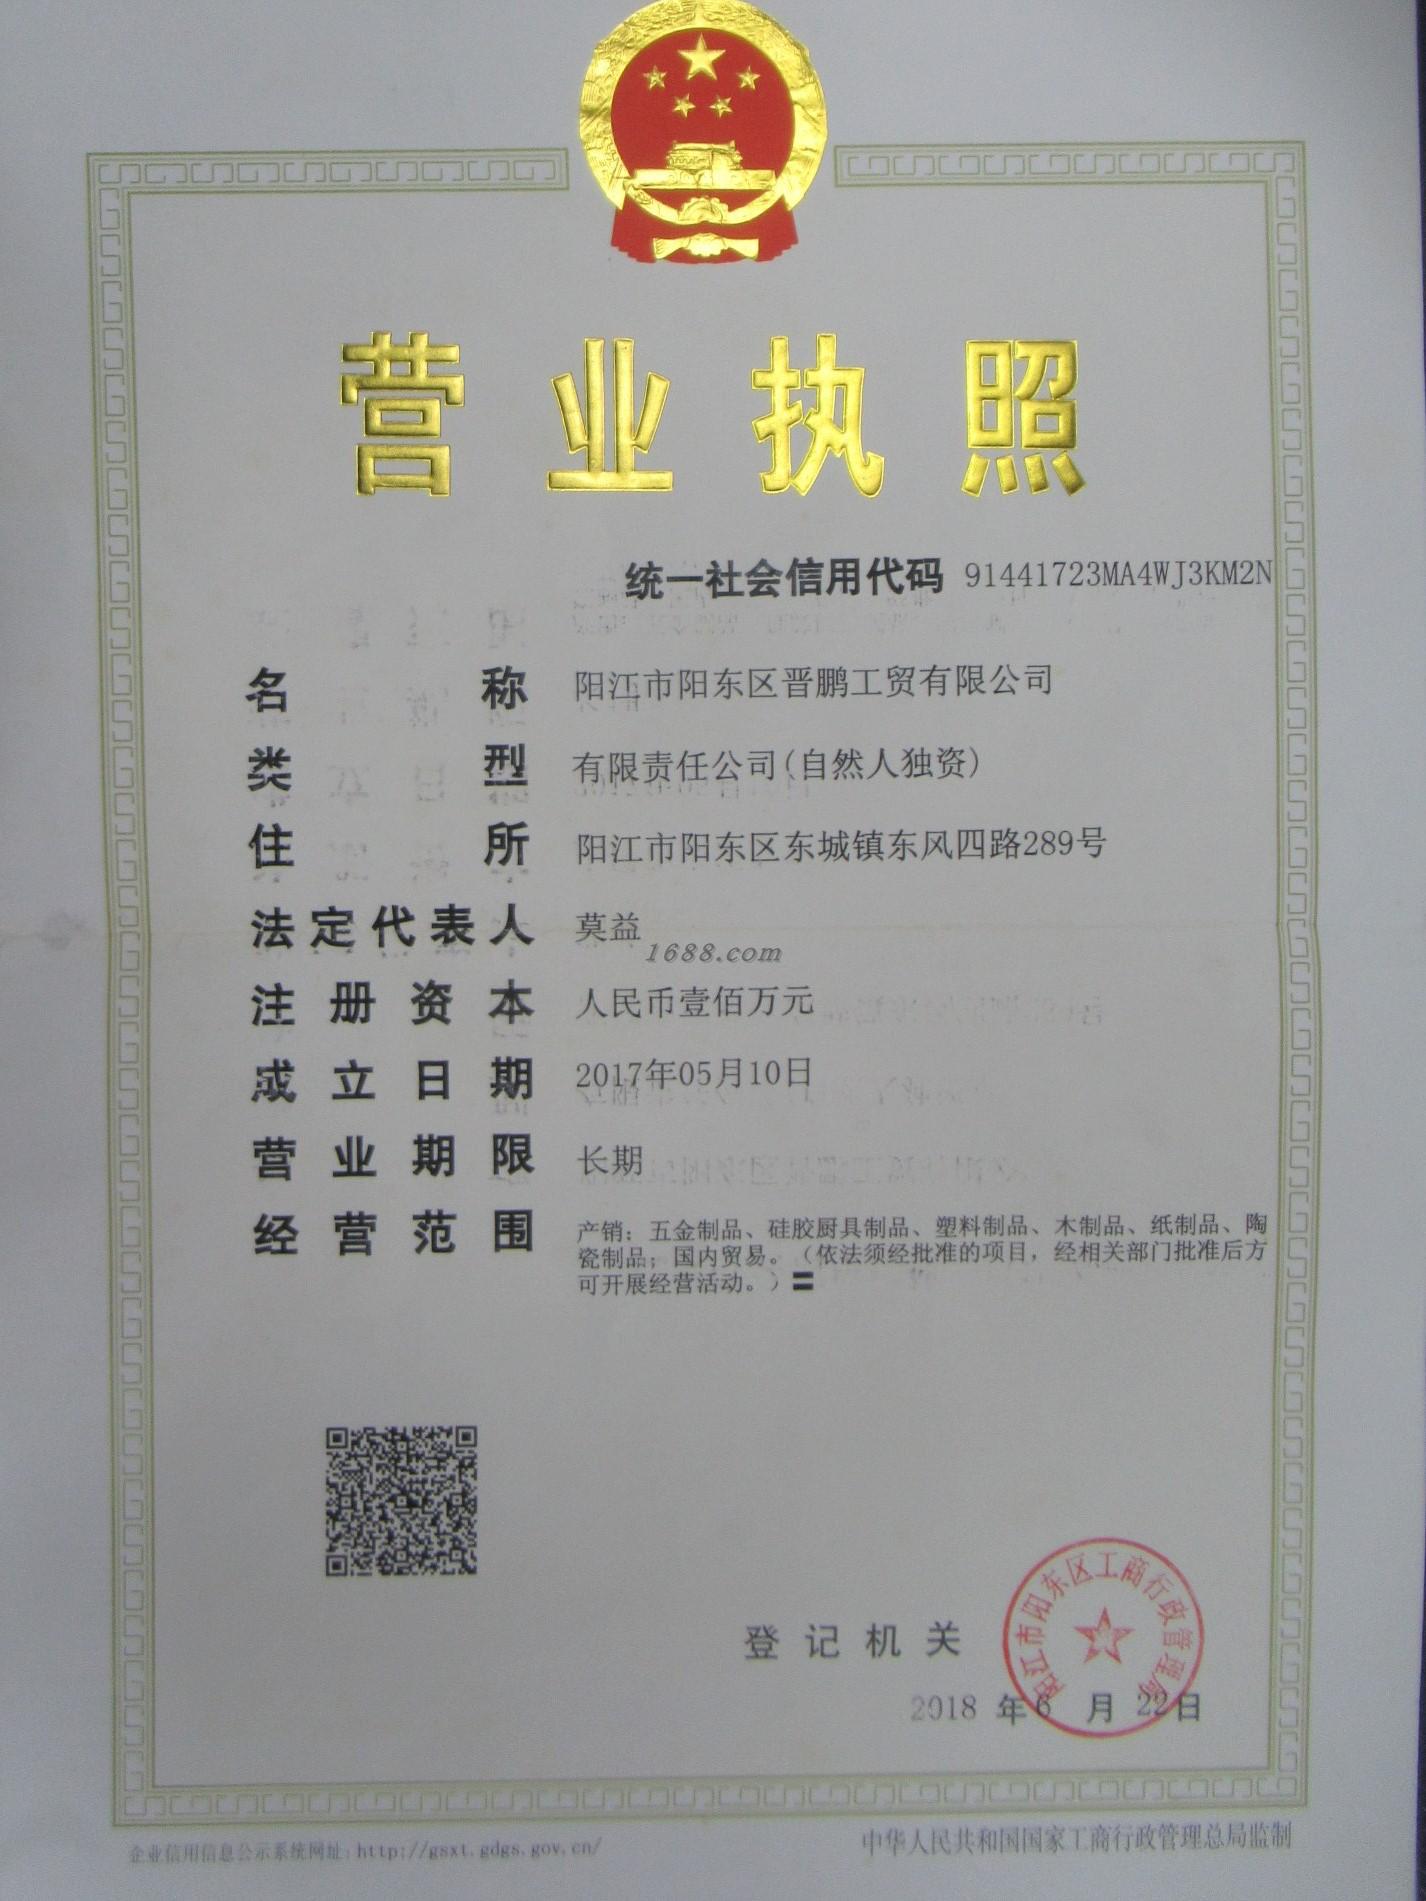 营业执照
统一社会信用代码 91441723MA4WJ3KM2N
名称 阳江市阳东区晋鹏工贸有限公司
类型 有限责任公司(自然人独资)
住所 阳江市阳东区东城镇东风四路289号
法定代表人 莫益
1688.com
注册资本 人民币壹佰万元
成立日期 2017年05月10日
营业期限 长期
经营范围 产销：五金制品、硅胶厨具制品、塑料制品、木制品、纸制品、陶
瓷制品；国内贸易。（依法须经批准的项目，经相关部门批准后方
可开展经营活动。）〓
阳江市阳东区工商行政管理局
登记机关
2018 年 6 月 22 日
企业信用信息公示系统网址：http://gsxt.gdgs.gov.cn/
中华人民共和国国家工商行政管理总局监制